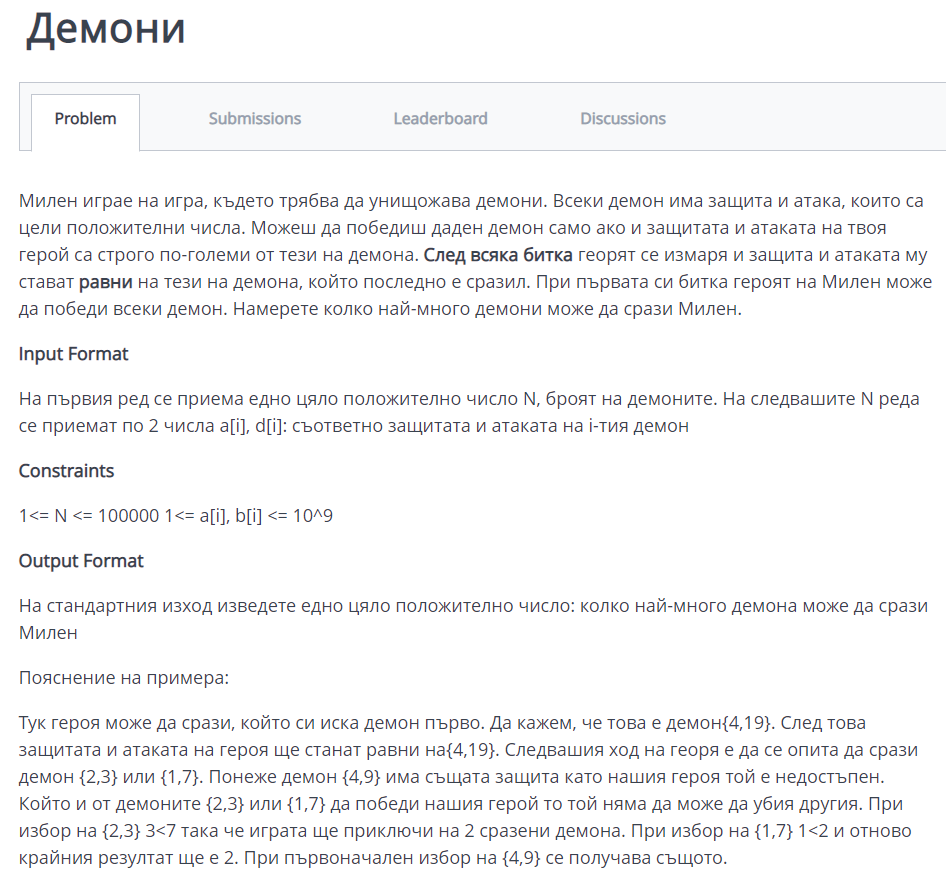 Демони
Problem
Submissions
Leaderboard
Discussions
Милен играе на игра, където трябва да унищожава демони. Всеки демон има защита и атака, които са
цели положителни числа. Можеш да победиш даден демон само ако и защитата и атаката на твоя
герой са строго по-големи от тези на демона. След всяка битка георят се измаря и защита и атаката му
стават равни на тези на демона, който последно е сразил. При първата си битка героят на Милен може
да победи всеки демон. Намерете колко най-много демони може да срази Милен.
Input Format
На първия ред се приема едно цяло положително число N, броят на демоните. На следвашите N реда
се приемат по 2 числа a[i], d[i]: съответно защитата и атаката на i-тия демон
Constraints
1<= N <= 100000 1<= a[i], b[i] <= 10^9
Output Format
На стандартния изход изведете едно цяло положително число: колко най-много демона може да срази
Милен
Пояснение на примера:
Тук героя може да срази, който си иска демон първо. Да кажем, че това е демон{4,19}. След това
защитата и атаката на героя ще станат равни на{4,19}. Следвашия ход на георя е да се опита да срази
демон {2,3} или {1,7}. Понеже демон {4,9} има същата защита като нашия героя той е недостъпен.
Който и от демоните {2,3} или {1,7} да победи нашия герой то той няма да може да убия другия. При
избор на {2,3} 3<7 така че играта ще приключи на 2 сразени демона. При избор на {1,7} 1<2 и отново
крайния резултат ще е 2. При първоначален избор на {4,9} се получава същото.